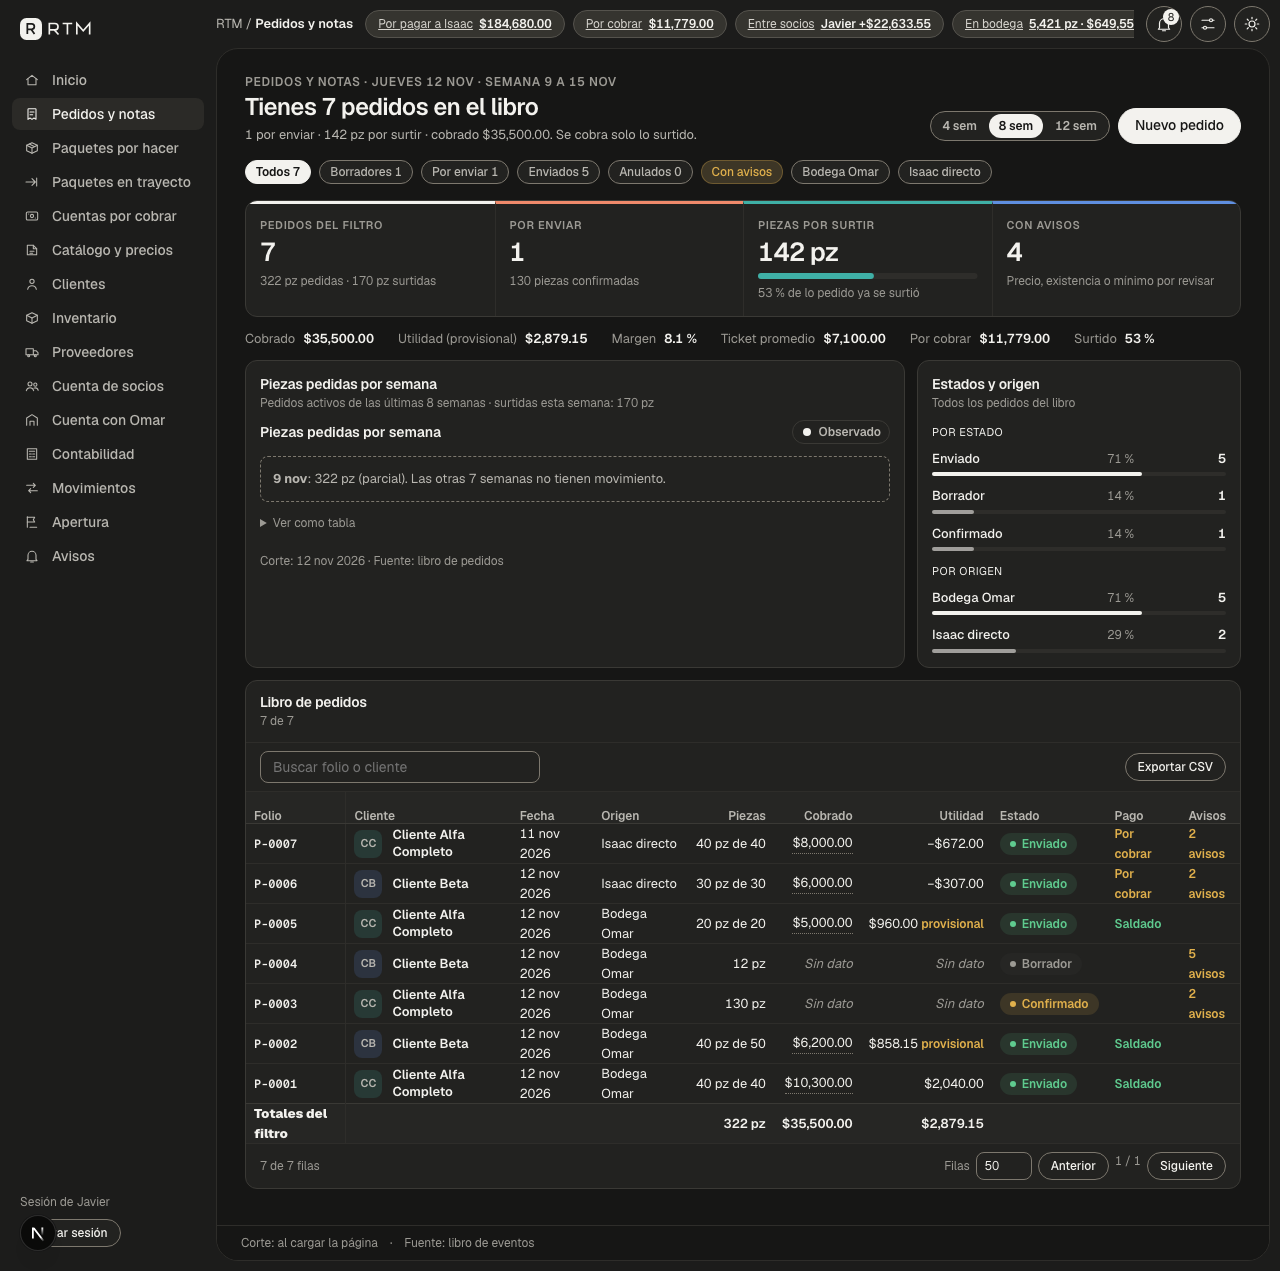 R RTM
RTM / Pedidos y notas
Por pagar a Isaac $184,680.00
Por cobrar $11,779.00
Entre socios Javier +$22,633.55
En bodega 5,421 pz · $649,55
8
Inicio
Pedidos y notas
Paquetes por hacer
Paquetes en trayecto
Cuentas por cobrar
Catálogo y precios
Clientes
Inventario
Proveedores
Cuenta de socios
Cuenta con Omar
Contabilidad
Movimientos
Apertura
Avisos
Sesión de Javier
N ar sesión
PEDIDOS Y NOTAS · JUEVES 12 NOV · SEMANA 9 A 15 NOV
Tienes 7 pedidos en el libro
1 por enviar · 142 pz por surtir · cobrado $35,500.00. Se cobra solo lo surtido.
4 sem 8 sem 12 sem
Nuevo pedido
Todos 7 Borradores 1 Por enviar 1 Enviados 5 Anulados 0 Con avisos Bodega Omar Isaac directo
PEDIDOS DEL FILTRO
7
322 pz pedidas · 170 pz surtidas
POR ENVIAR
1
130 piezas confirmadas
PIEZAS POR SURTIR
142 pz
53 % de lo pedido ya se surtió
CON AVISOS
4
Precio, existencia o mínimo por revisar
Cobrado $35,500.00 Utilidad (provisional) $2,879.15 Margen 8.1 % Ticket promedio $7,100.00 Por cobrar $11,779.00 Surtido 53 %
Piezas pedidas por semana
Pedidos activos de las últimas 8 semanas · surtidas esta semana: 170 pz
Piezas pedidas por semana
Observado
9 nov: 322 pz (parcial). Las otras 7 semanas no tienen movimiento.
Ver como tabla
Corte: 12 nov 2026 · Fuente: libro de pedidos
Estados y origen
Todos los pedidos del libro
POR ESTADO
Enviado 71 % 5
Borrador 14 % 1
Confirmado 14 % 1
POR ORIGEN
Bodega Omar 71 % 5
Isaac directo 29 % 2
Libro de pedidos
7 de 7
Buscar folio o cliente
Exportar CSV
Folio Cliente Fecha Origen Piezas Cobrado Utilidad Estado Pago Avisos
P-0007 CC Cliente Alfa Completo 11 nov 2026 Isaac directo 40 pz de 40 $8,000.00 −$672.00 Enviado Por cobrar 2 avisos
P-0006 CB Cliente Beta 12 nov 2026 Isaac directo 30 pz de 30 $6,000.00 −$307.00 Enviado Por cobrar 2 avisos
P-0005 CC Cliente Alfa Completo 12 nov 2026 Bodega Omar 20 pz de 20 $5,000.00 $960.00 provisional Enviado Saldado
P-0004 CB Cliente Beta 12 nov 2026 Bodega Omar 12 pz Sin dato Sin dato Borrador 5 avisos
P-0003 CC Cliente Alfa Completo 12 nov 2026 Bodega Omar 130 pz Sin dato Sin dato Confirmado 2 avisos
P-0002 CB Cliente Beta 12 nov 2026 Bodega Omar 40 pz de 50 $6,200.00 $858.15 provisional Enviado Saldado
P-0001 CC Cliente Alfa Completo 12 nov 2026 Bodega Omar 40 pz de 40 $10,300.00 $2,040.00 Enviado Saldado
Totales del filtro 322 pz $35,500.00 $2,879.15
7 de 7 filas
Filas 50 Anterior 1 / 1 Siguiente
Corte: al cargar la página · Fuente: libro de eventos